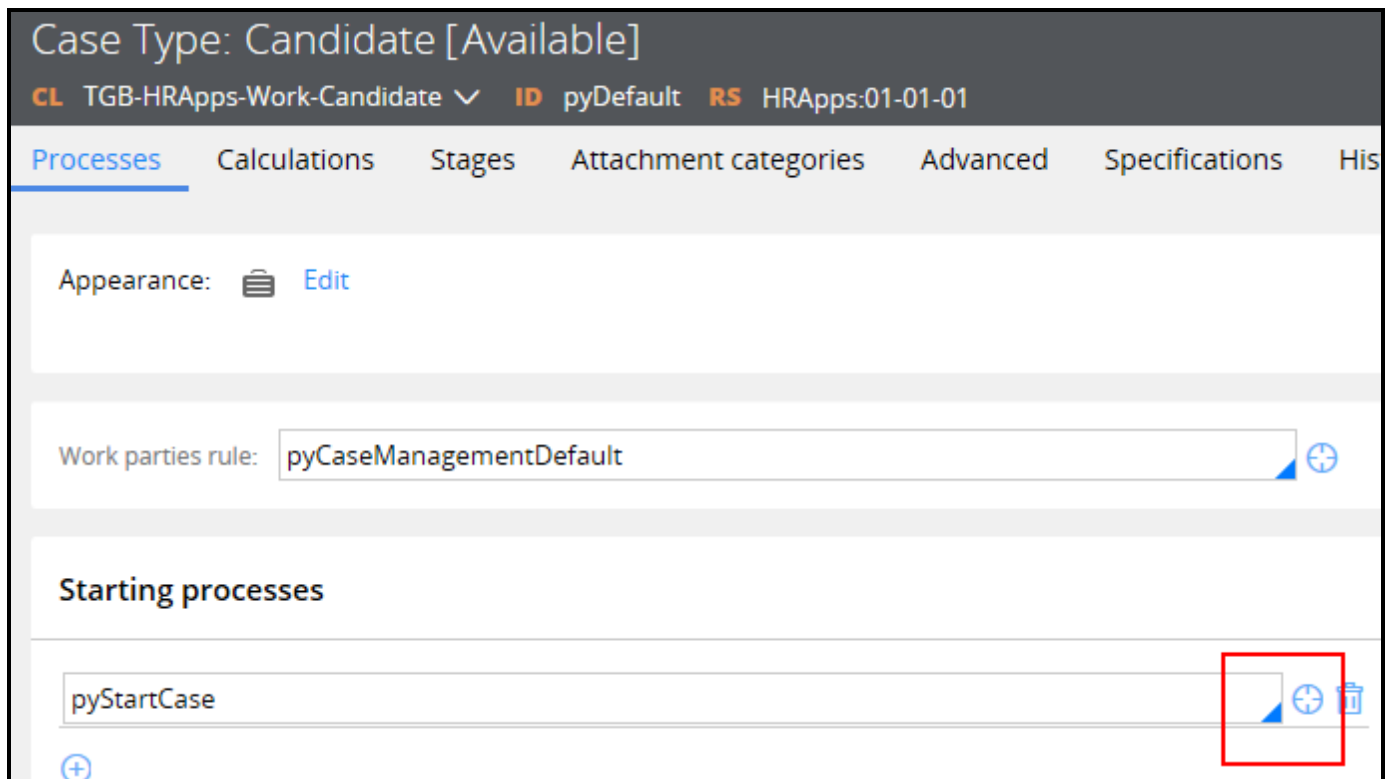 Case Type: Candidate [Available]
CL TGB-HRApps-Work-Candidate ID pyDefault RS HRApps:01-01-01
Processes Calculations Stages Attachment categories Advanced Specifications His
Appearance: Edit
Work parties rule: pyCaseManagementDefault
Starting processes
pyStartCase